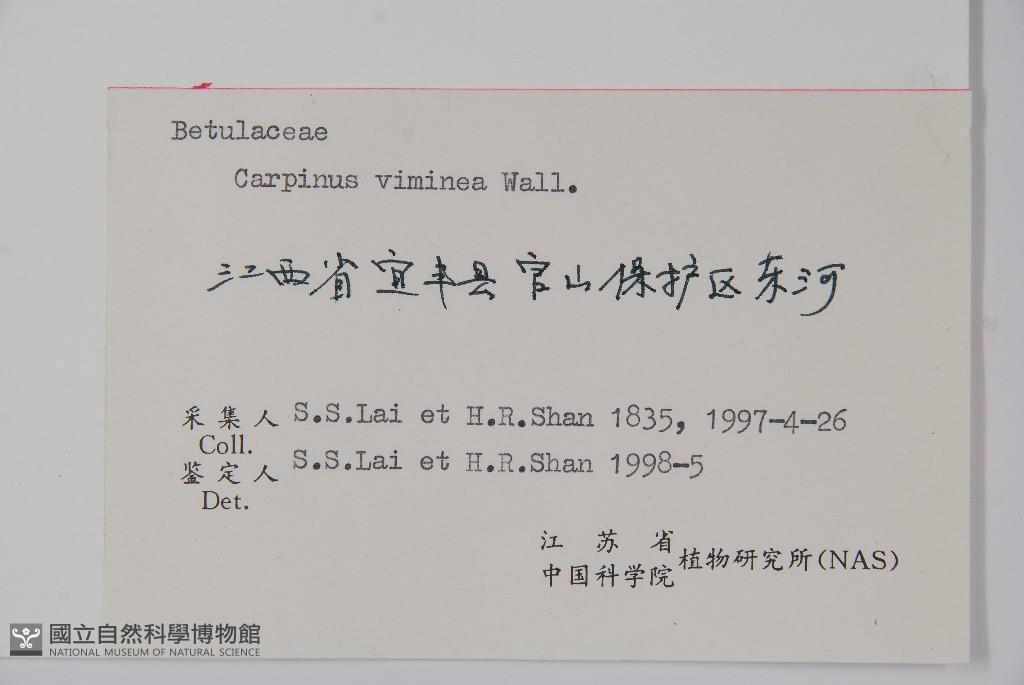 Betulaceae
Carpinus viminea Wall.
江西省宜丰县官山保护区东河
采集人 S.S.Lai et H.R.Shan 1835, 1997-4-26
Coll.
鉴定人 S.S.Lai et H.R.Shan 1998-5
Det.
江苏省
中国科学院 植物研究所(NAS)
國立自然科學博物館
NATIONAL MUSEUM OF NATURAL SCIENCE